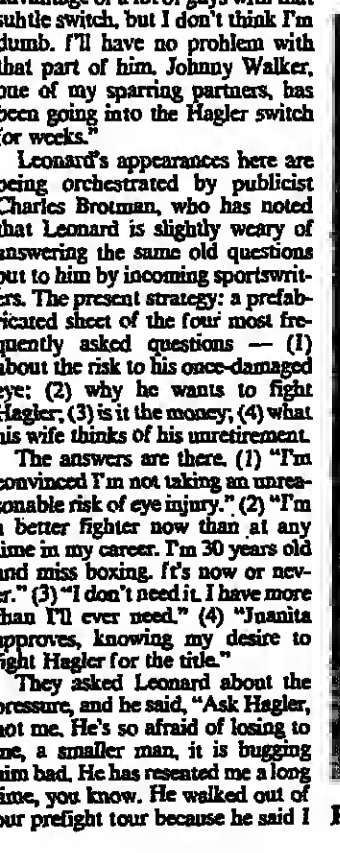 advantage of a lot of guys with that
subtle switch, but I don't think I'm
dumb. I'll have no problem with
that part of him. Johnny Walker,
one of my sparring partners, has
been going into the Hagler switch
for weeks."
Leonard's appearances here are
being orchestrated by publicist
Charles Brotman, who has noted
that Leonard is slightly weary of
answering the same old questions
put to him by incoming sportswrit-
ers. The present strategy: a prefab-
ricated sheet of the four most fre-
quently asked questions — (1)
about the risk to his once-damaged
eye; (2) why he wants to fight
Hagler; (3) is it the money; (4) what
his wife thinks of his unretirement.
The answers are there. (1) "I'm
convinced I'm not taking an unrea-
sonable risk of eye injury." (2) "I'm
a better fighter now than at any
time in my career. I'm 30 years old
and miss boxing. It's now or nev-
er." (3) "I don't need it. I have more
than I'll ever need." (4) "Juanita
approves, knowing my desire to
fight Hagler for the title."
They asked Leonard about the
pressure, and he said, "Ask Hagler,
not me. He's so afraid of losing to
me, a smaller man, it is bugging
him bad. He has resented me a long
time, you know. He walked out of
our prefight tour because he said I